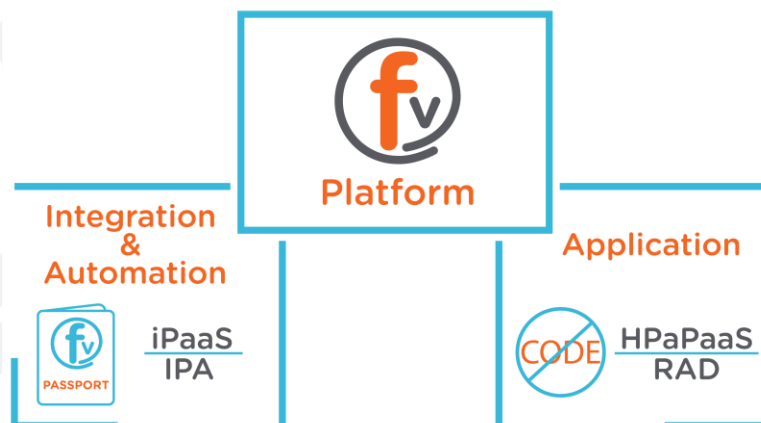 fv
Platform
Integration
&
Automation
fv
PASSPORT
iPaaS
IPA
Application
CODE
HPaPaaS
RAD